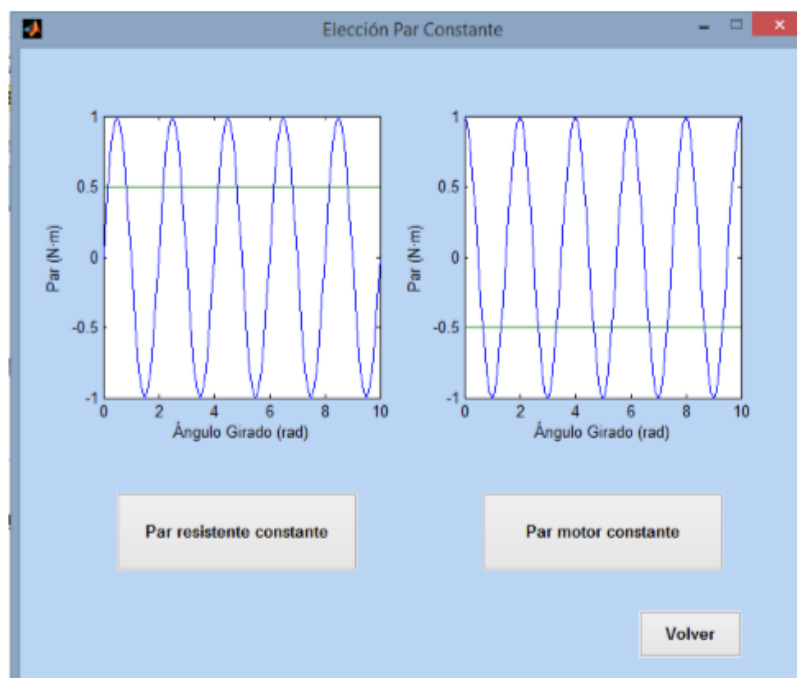 Elección Par Constante
1
0.5
0
-0.5
-1
Par (N·m)
0 2 4 6 8 10
Ángulo Girado (rad)
1
0.5
0
-0.5
-1
Par (N·m)
0 2 4 6 8 10
Ángulo Girado (rad)
Par resistente constante
Par motor constante
Volver